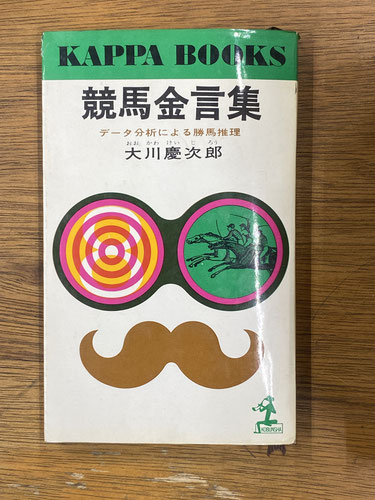 KAPPA BOOKS
競馬金言集
データ分析による勝馬推理
おお かわ けい じ ろう
大川慶次郎
KOBUNSHA